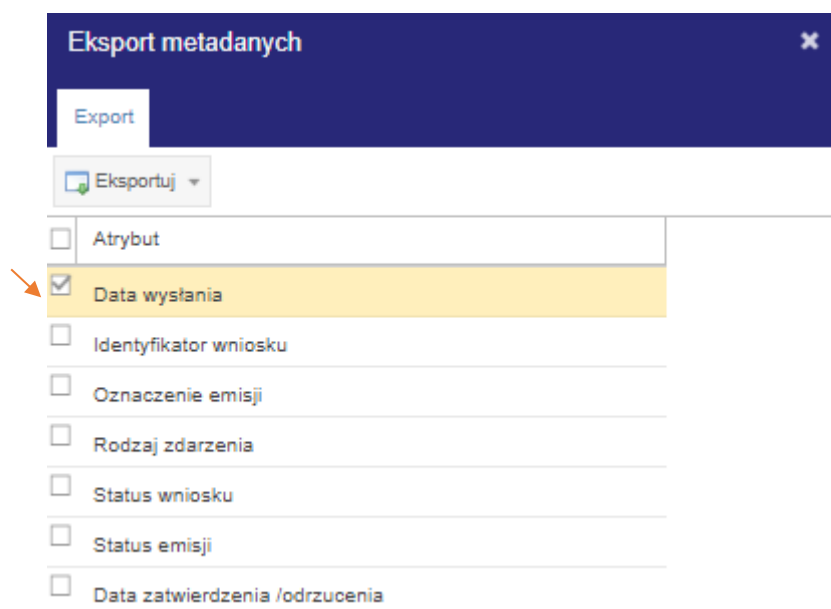 Eksport metadanych
Export
Eksportuj
Atrybut
Data wysłania
Identyfikator wniosku
Oznaczenie emisji
Rodzaj zdarzenia
Status wniosku
Status emisji
Data zatwierdzenia /odrzucenia